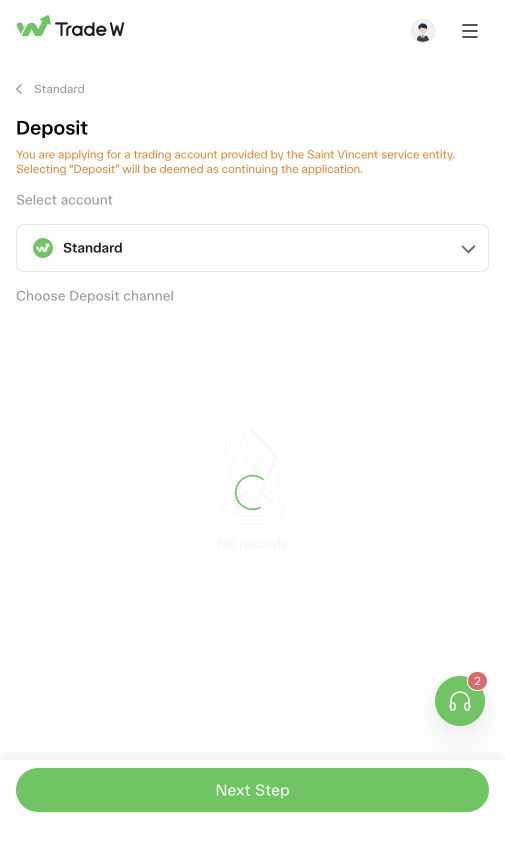 Trade W
Standard
Deposit
You are applying for a trading account provided by the Saint Vincent service entity.
Selecting “Deposit” will be deemed as continuing the application.
Select account
Standard
Choose Deposit channel
No records
2
Next Step